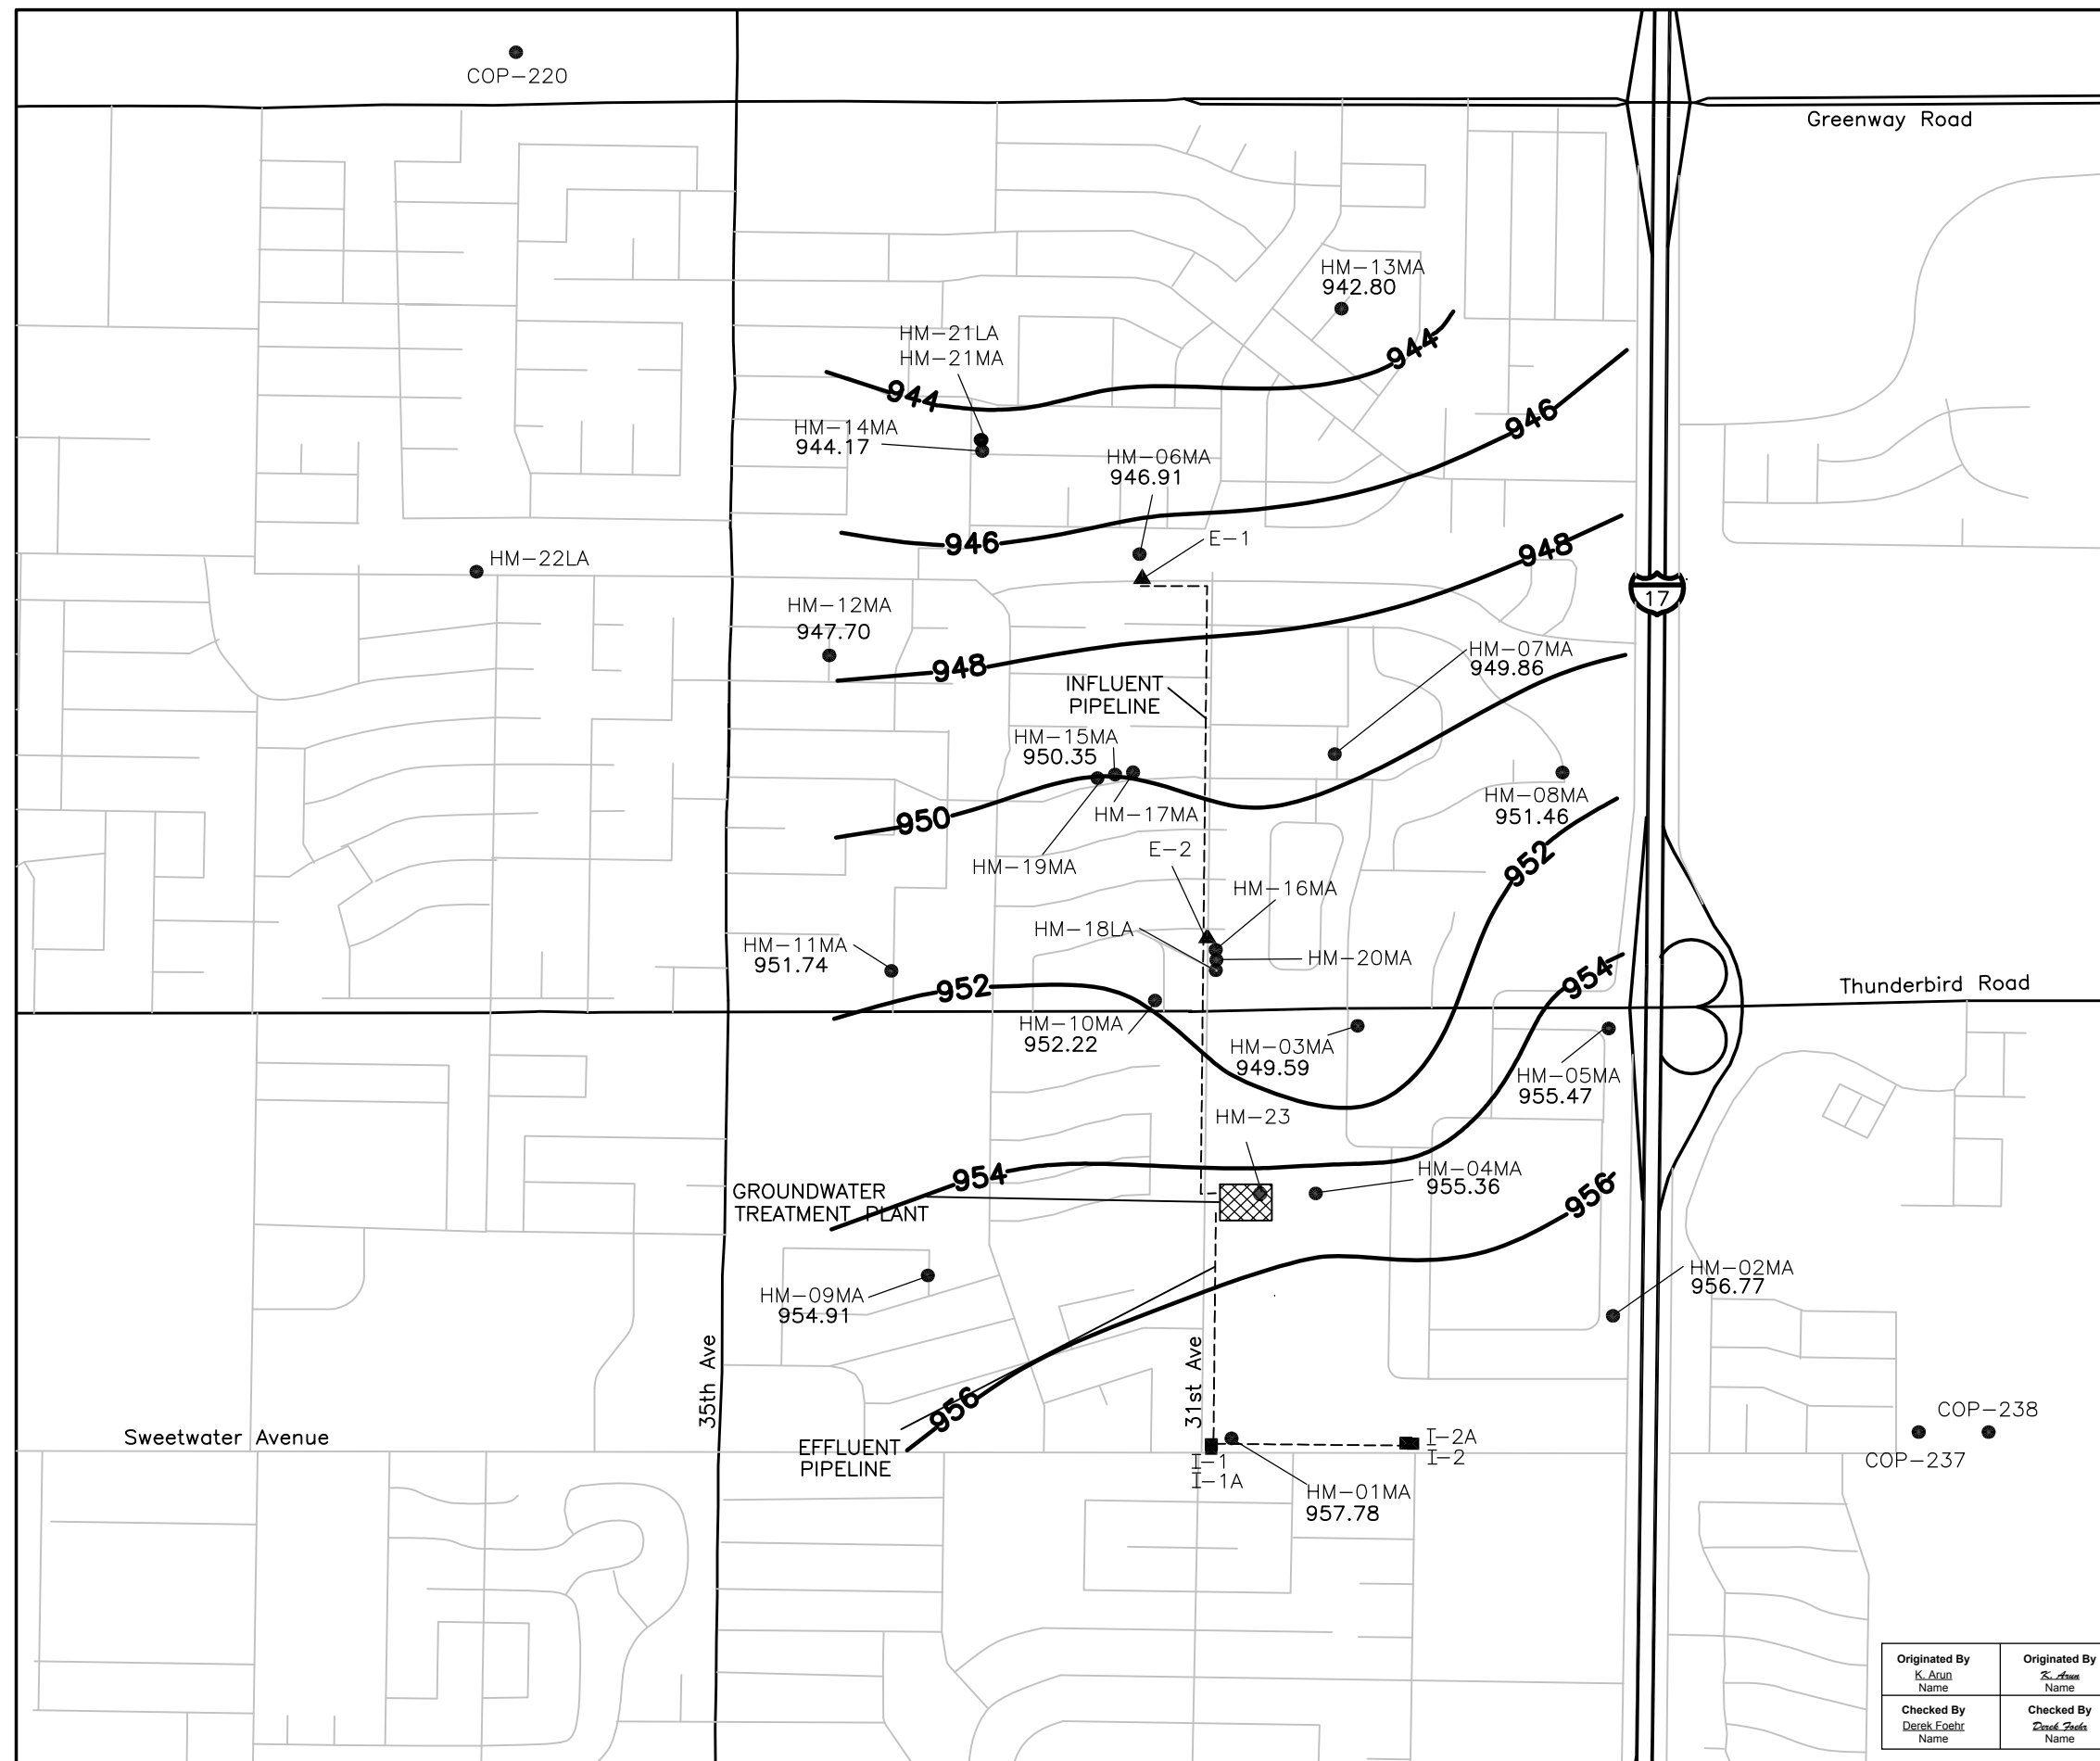 COP-220
Greenway Road
HM-13MA
942.80
HM-21LA
HM-21MA
944
944
HM-14MA
944.17
946
HM-06MA
946.91
E-1
946
948
HM-22LA
17
HM-12MA
947.70
948
HM-07MA
949.86
INFLUENT
PIPELINE
HM-15MA
950.35
HM-08MA
951.46
HM-17MA
950
E-2
HM-19MA
952
HM-16MA
HM-18LA
HM-11MA
951.74
HM-20MA
954
Thunderbird Road
952
HM-10MA
952.22
HM-03MA
949.59
HM-05MA
955.47
HM-23
HM-04MA
955.36
954
GROUNDWATER
TREATMENT PLANT
956
HM-02MA
956.77
HM-09MA
954.91
35th Ave
31st Ave
956
COP-238
Sweetwater Avenue
EFFLUENT
PIPELINE
I-2A
I-2
COP-237
I-1
I-1A
HM-01MA
957.78
Originated By
K. Arun
Name
Originated By
K. Arun
Name
Checked By
Derek Foehr
Name
Checked By
Derek Foehr
Name